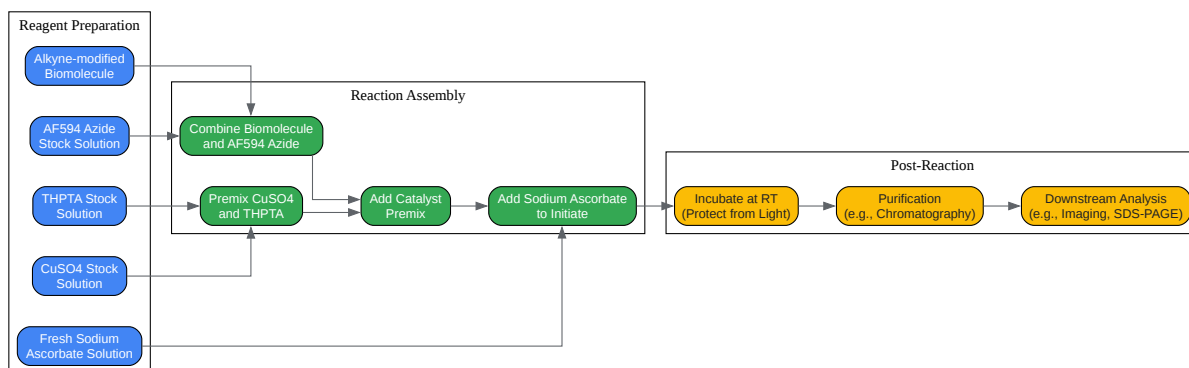 Reagent Preparation
Alkyne-modified
Biomolecule
AF594 Azide
Stock Solution
THPTA Stock
Solution
CuSO4 Stock
Solution
Fresh Sodium
Ascorbate Solution
Reaction Assembly
Combine Biomolecule
and AF594 Azide
Premix CuSO4
and THPTA
Add Catalyst
Premix
Add Sodium Ascorbate
to Initiate
Post-Reaction
Incubate at RT
(Protect from Light)
Purification
(e.g., Chromatography)
Downstream Analysis
(e.g., Imaging, SDS-PAGE)